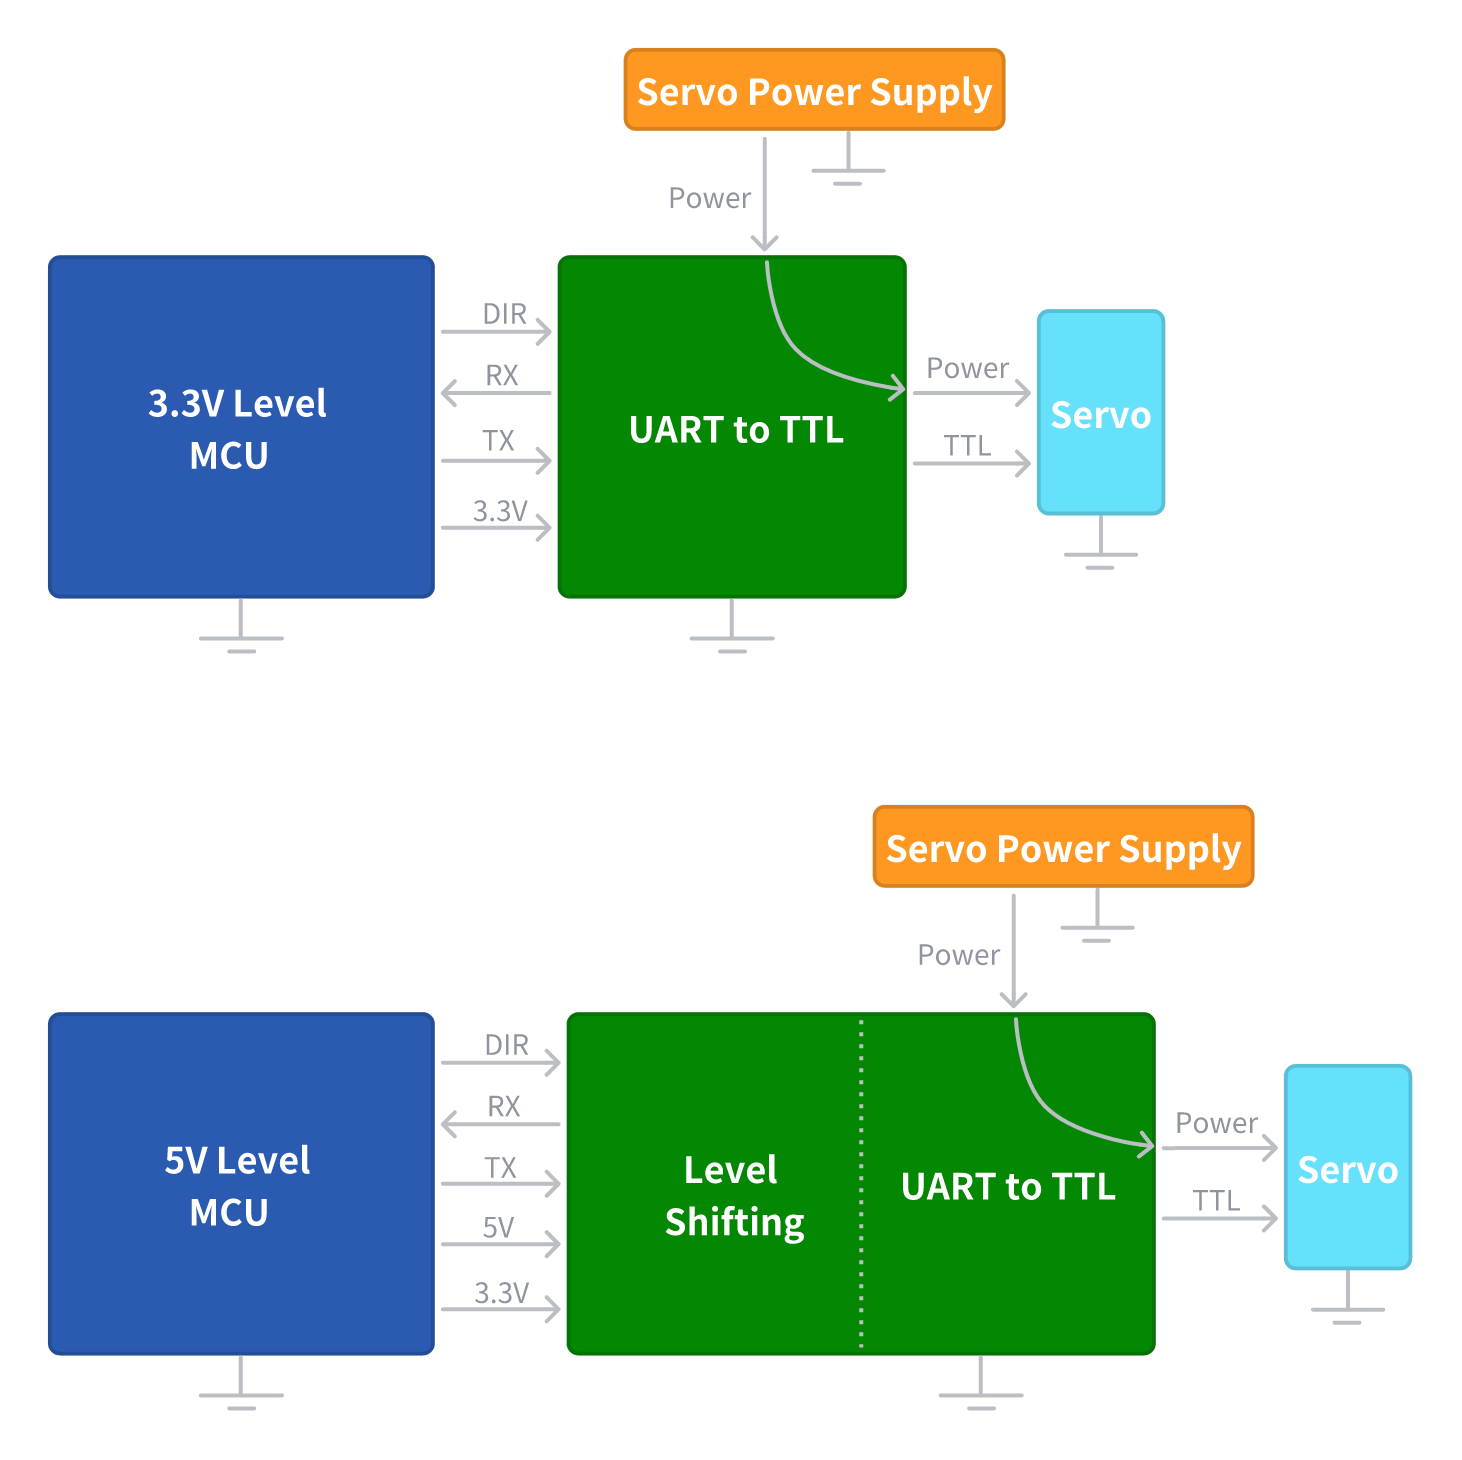 Servo Power Supply
Power
3.3V Level
MCU
DIR
RX
TX
3.3V
UART to TTL
Power
TTL
Servo
Servo Power Supply
Power
5V Level
MCU
DIR
RX
TX
5V
3.3V
Level
Shifting
UART to TTL
Power
TTL
Servo